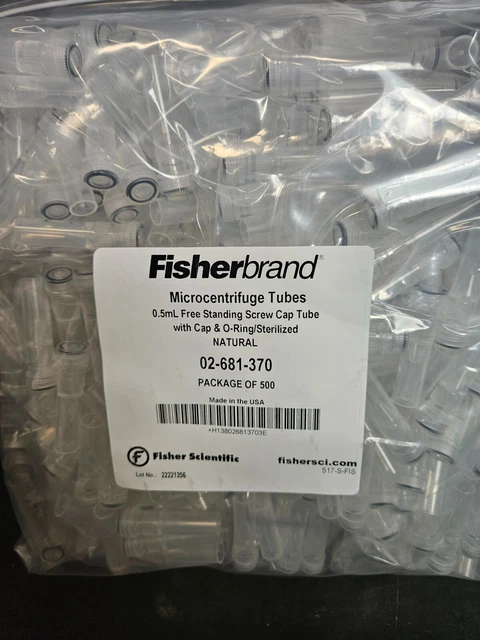 Fisherbrand®
Microcentrifuge Tubes
0.5mL Free Standing Screw Cap Tube
with Cap & O-Ring/Sterilized
NATURAL
02-681-370
PACKAGE OF 500
Made in the USA
+H138026813703E
F Fisher Scientific
fishersci.com
517-S-FIS
Lot No.: 22221356